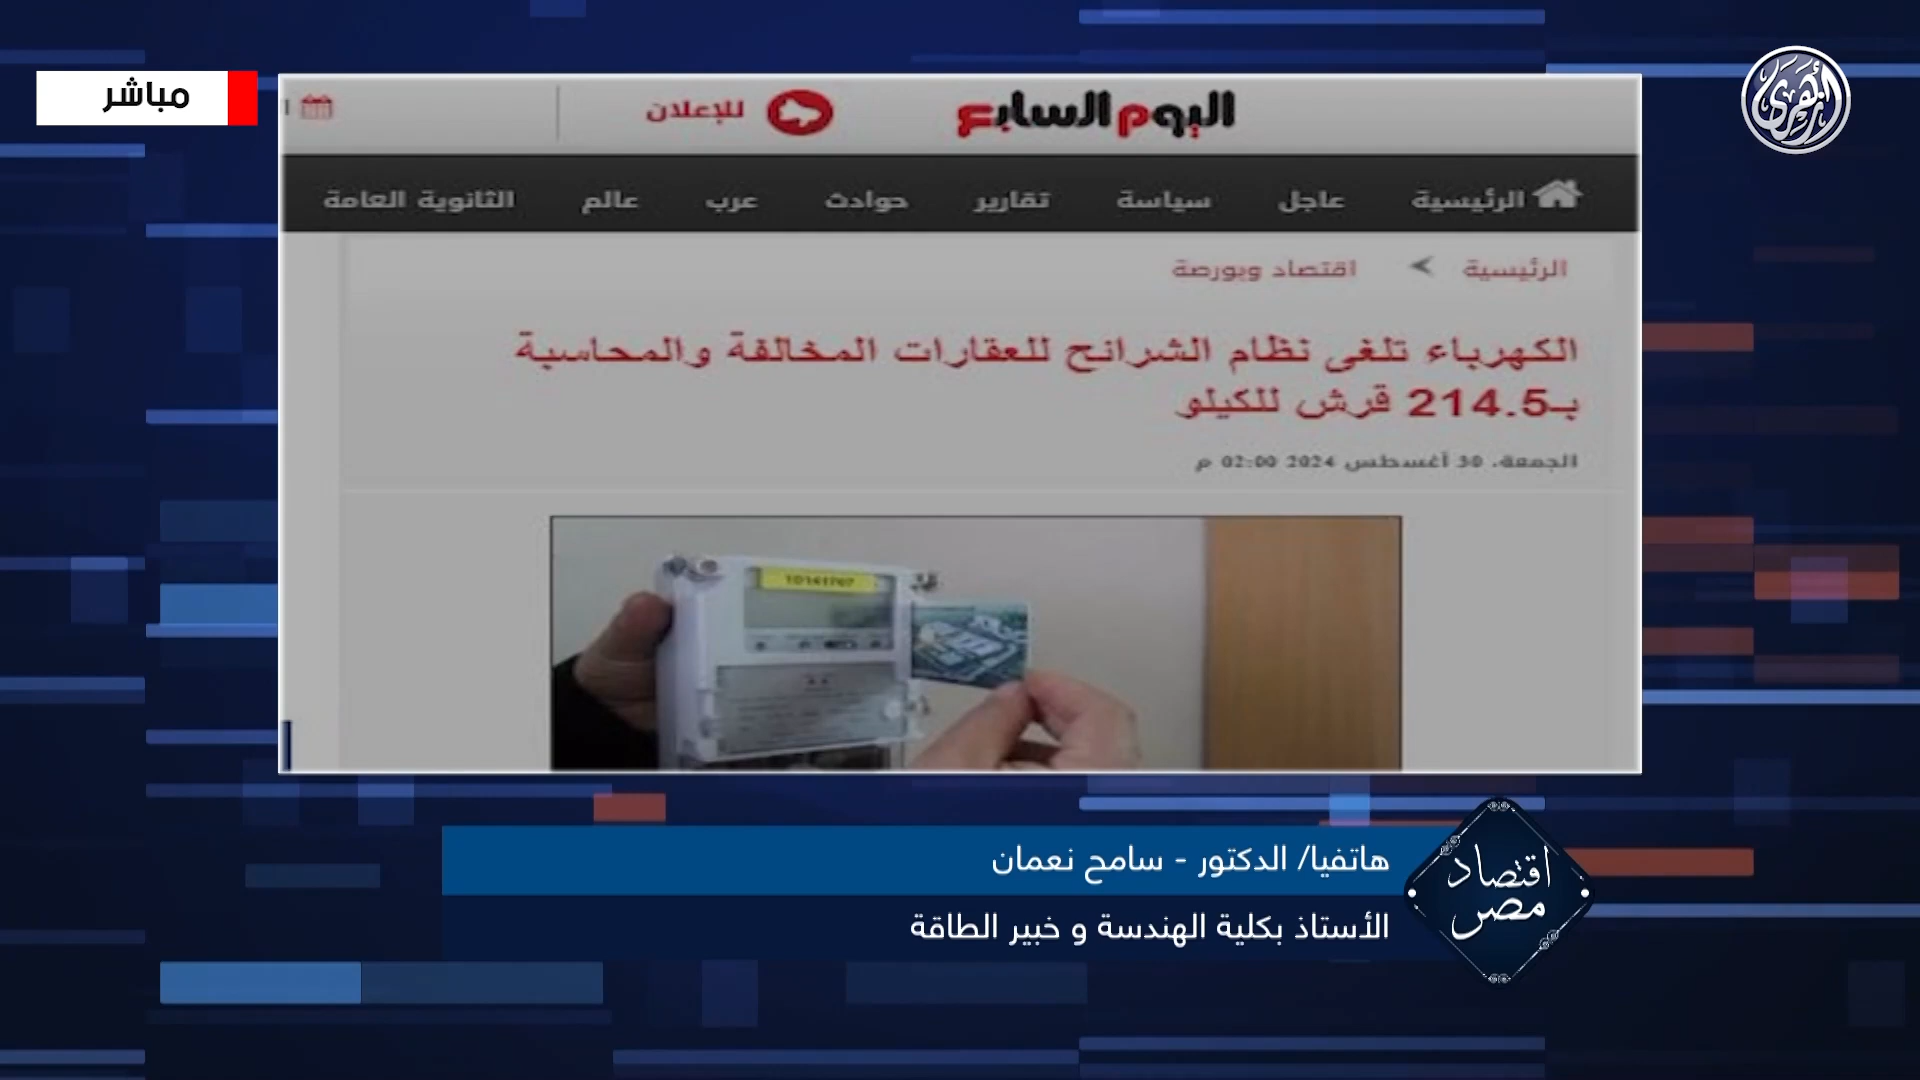 مباشر
أزهري
اليوم السابع
للإعلان
الرئيسية
عاجل
سياسة
تقارير
حوادث
عرب
عالم
الثانوية العامة
الرئيسية
اقتصاد وبورصة
الكهرباء تلغى نظام الشرائح للعقارات المخالفة والمحاسبة
بـ214.5 قرش للكيلو
الجمعة، 30 أغسطس 2024 02:00 م
هاتفيا/ الدكتور - سامح نعمان
الأستاذ بكلية الهندسة و خبير الطاقة
اقتصاد
مصر